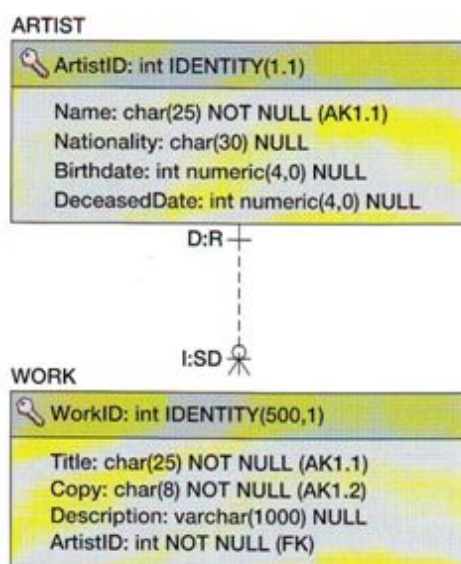 ARTIST
ArtistID: int IDENTITY(1.1)
Name: char(25) NOT NULL (AK1.1)
Nationality: char(30) NULL
Birthdate: int numeric(4,0) NULL
DeceasedDate: int numeric(4,0) NULL
D:R
I:SD
WORK
WorkID: int IDENTITY(500,1)
Title: char(25) NOT NULL (AK1.1)
Copy: char(8) NOT NULL (AK1.2)
Description: varchar(1000) NULL
ArtistID: int NOT NULL (FK)